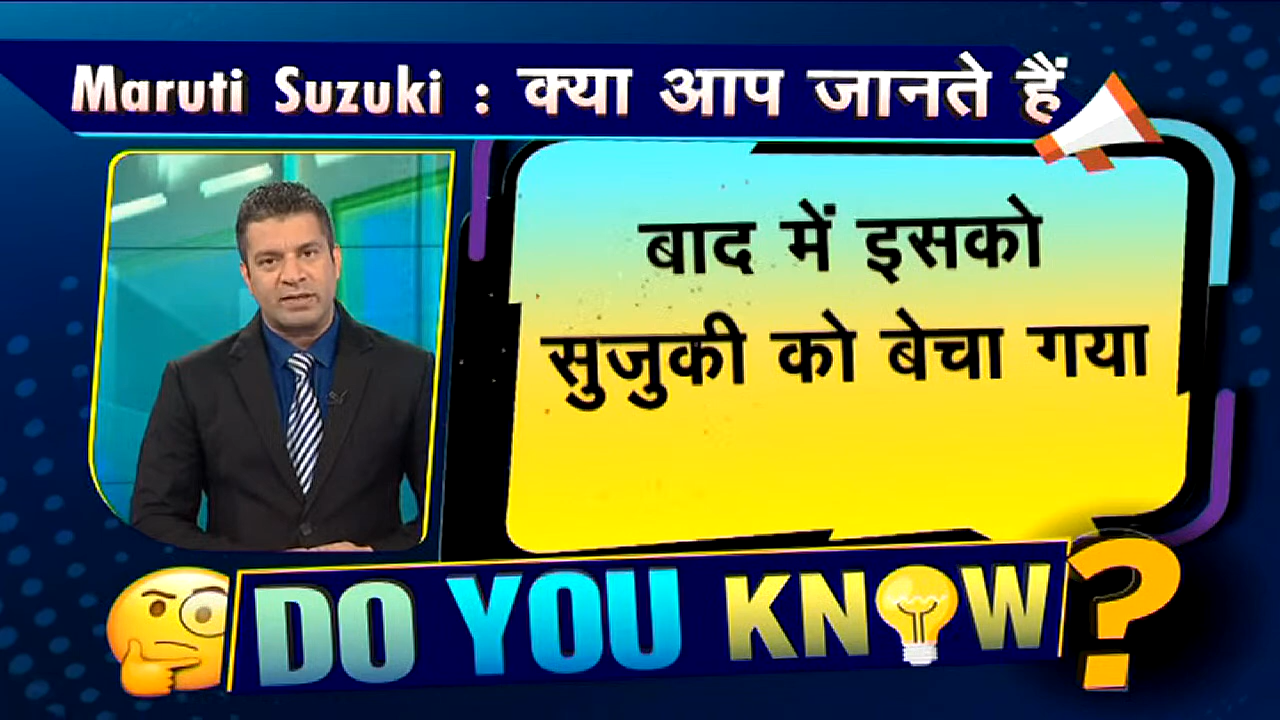 Maruti Suzuki : क्या आप जानते हैं
बाद में इसको
सुजुकी को बेचा गया
DO YOU KNOW?